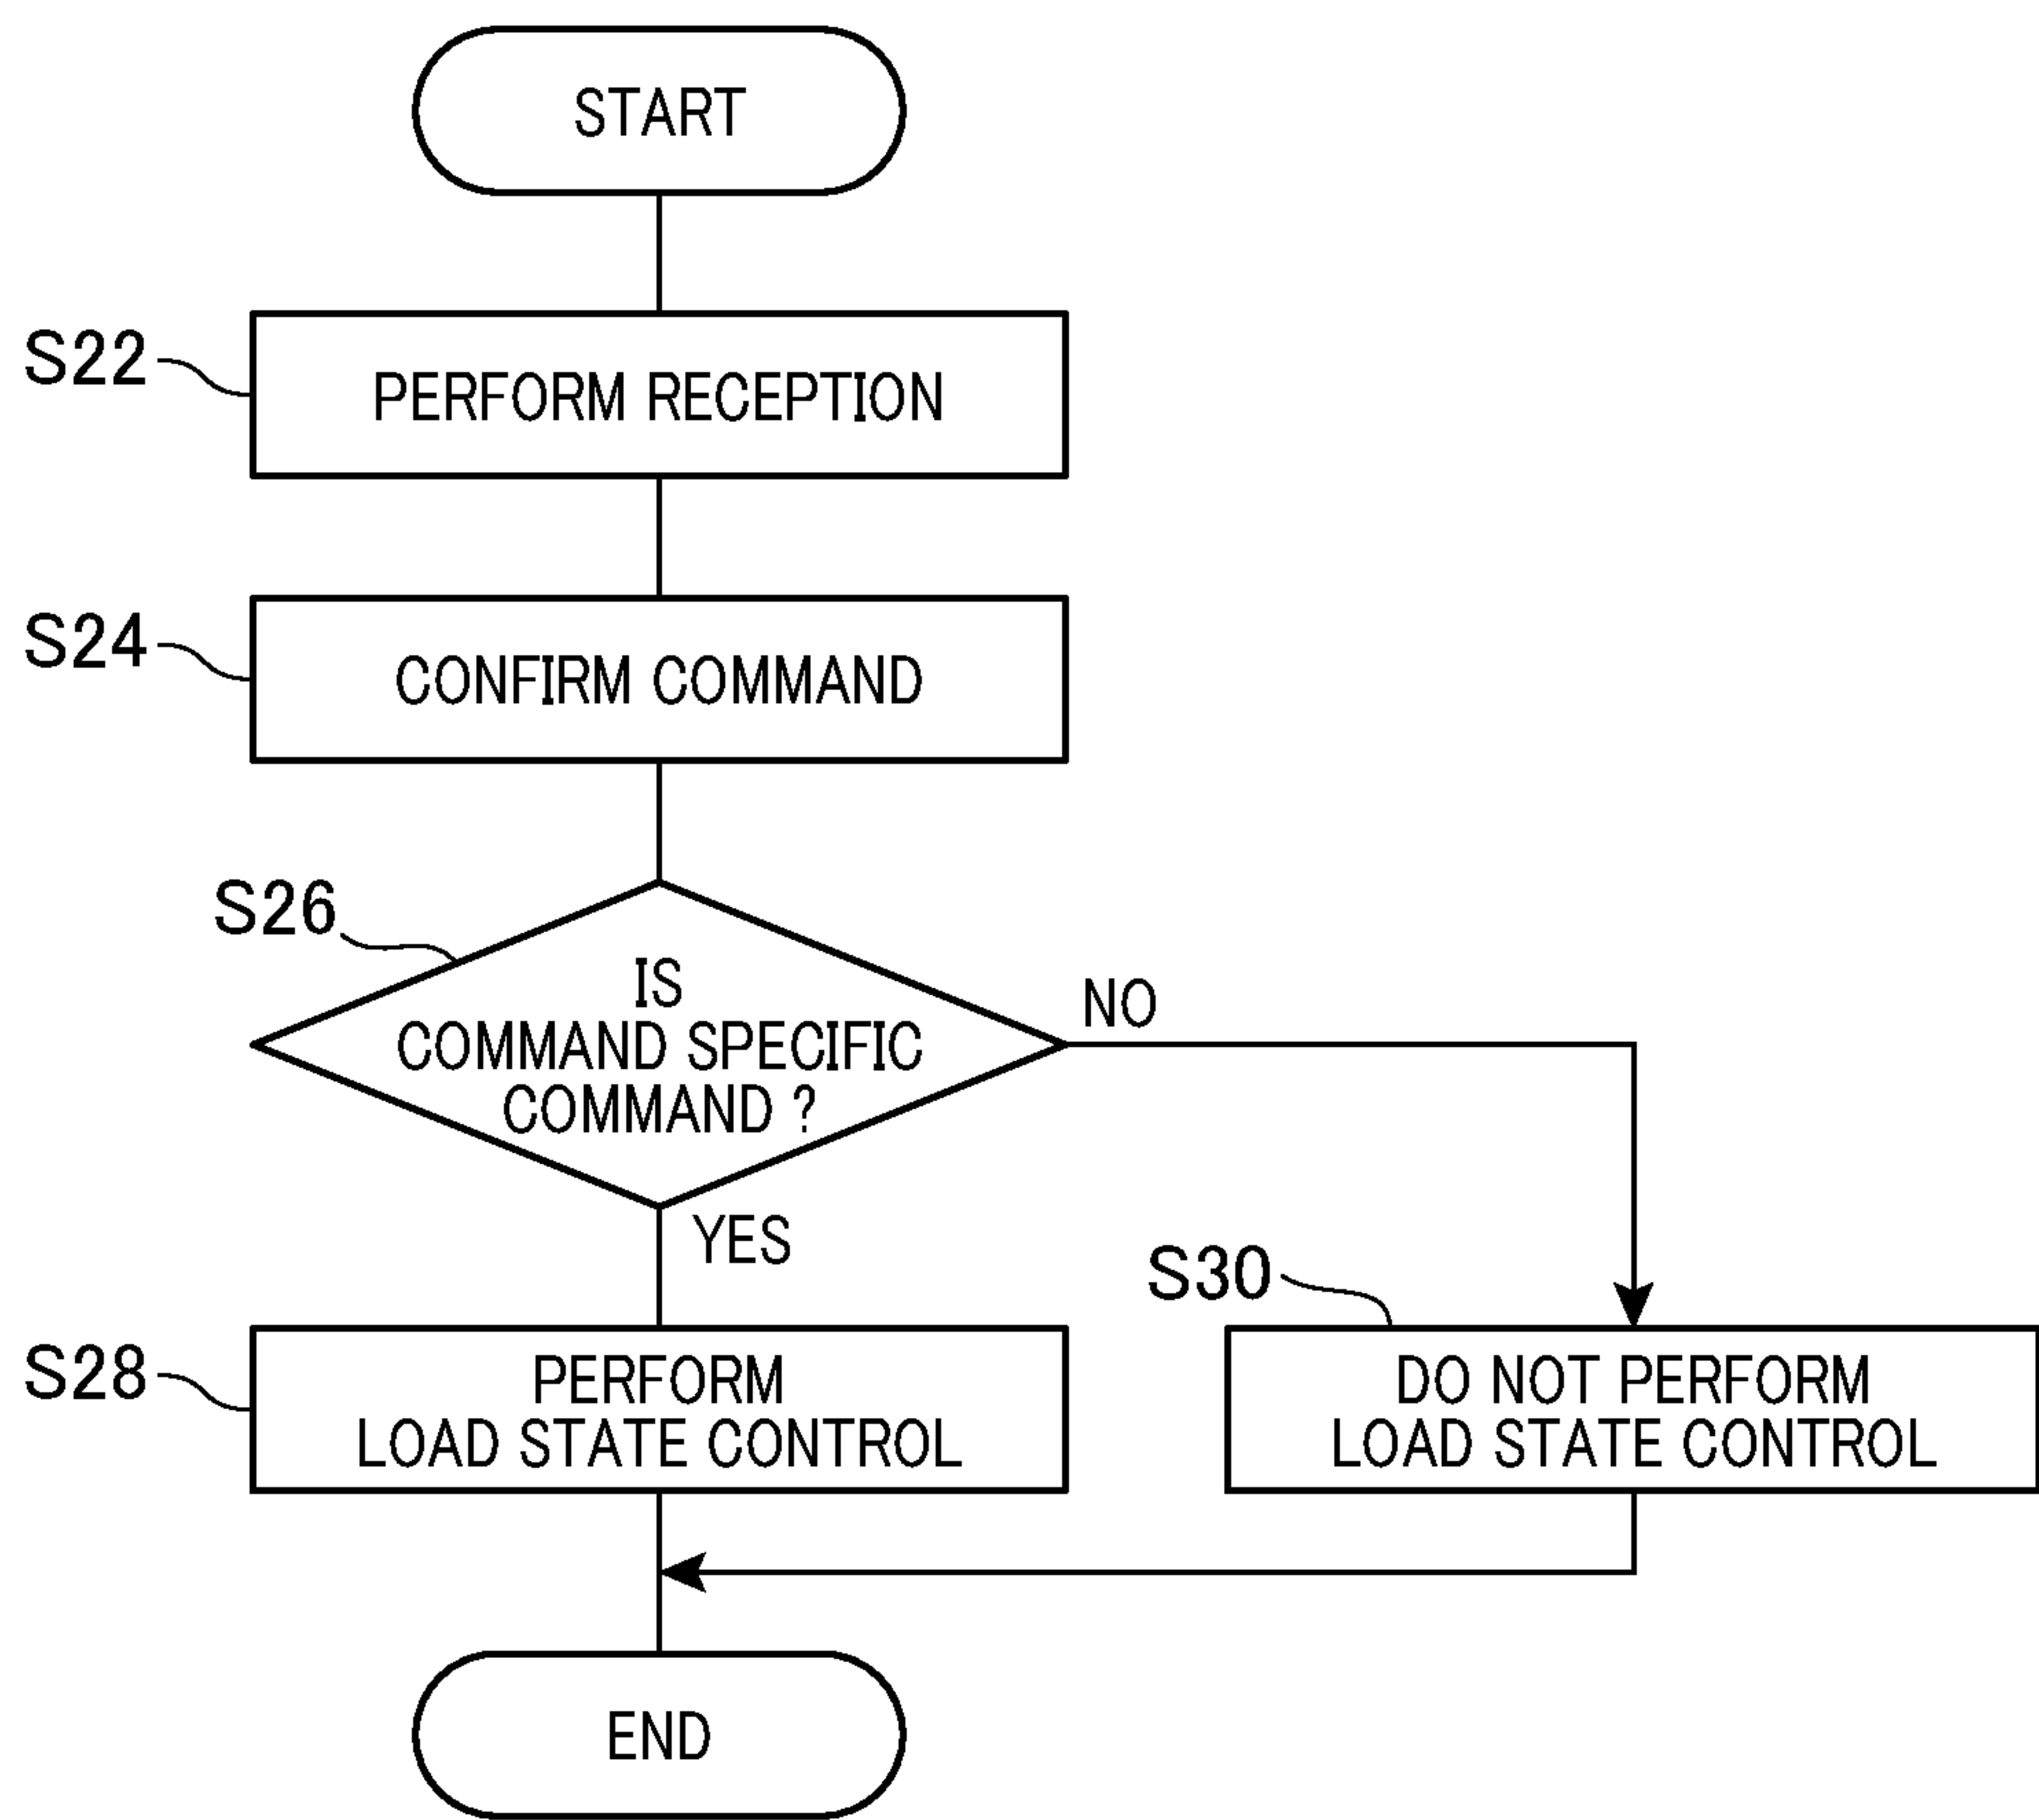 START
S22
PERFORM RECEPTION
S24
CONFIRM COMMAND
S26
IS
COMMAND SPECIFIC
COMMAND ?
NO
YES
S28
PERFORM
LOAD STATE CONTROL
S30
DO NOT PERFORM
LOAD STATE CONTROL
END